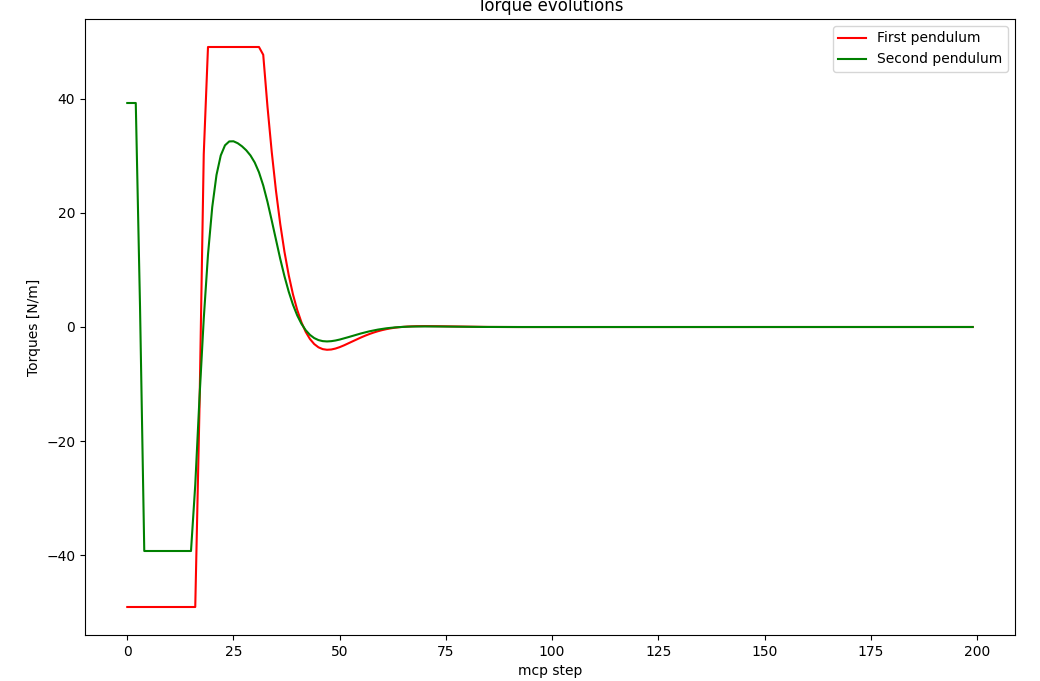 Torque evolutions
First pendulum
Second pendulum
Torques [N/m]
40
20
0
−20
−40
0 25 50 75 100 125 150 175 200
mcp step